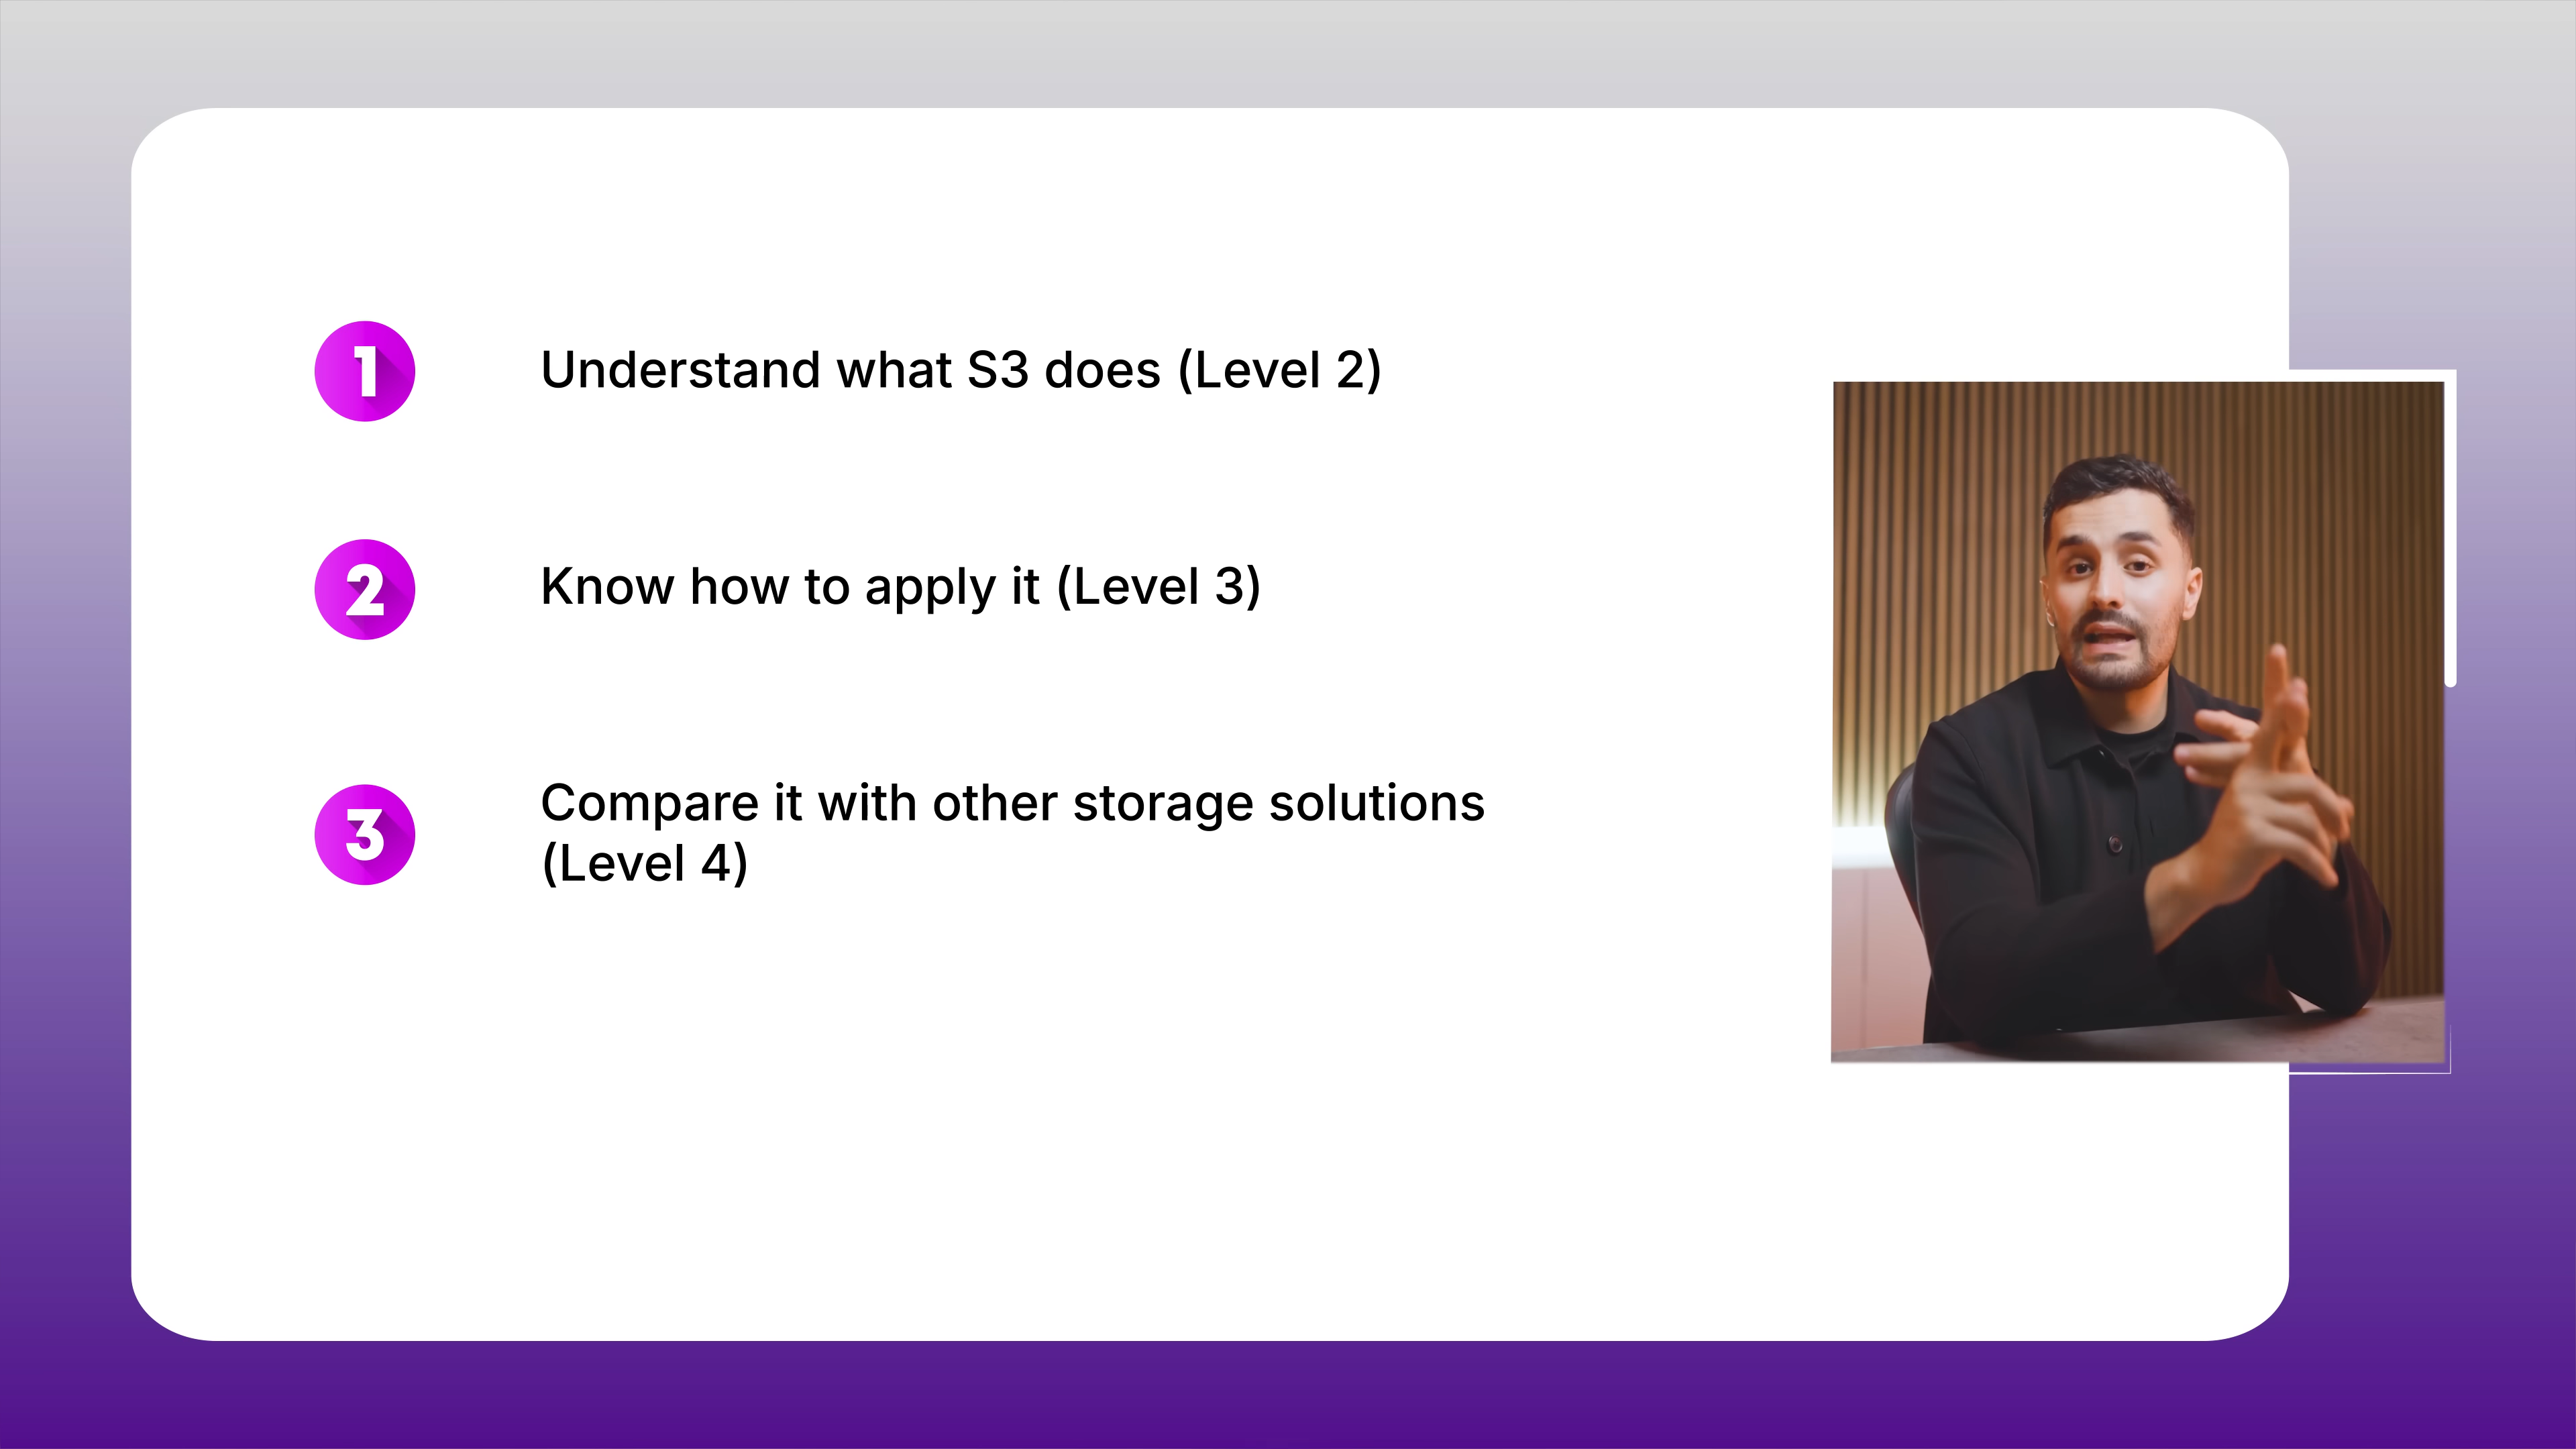 1 Understand what S3 does (Level 2)
2 Know how to apply it (Level 3)
3 Compare it with other storage solutions
(Level 4)